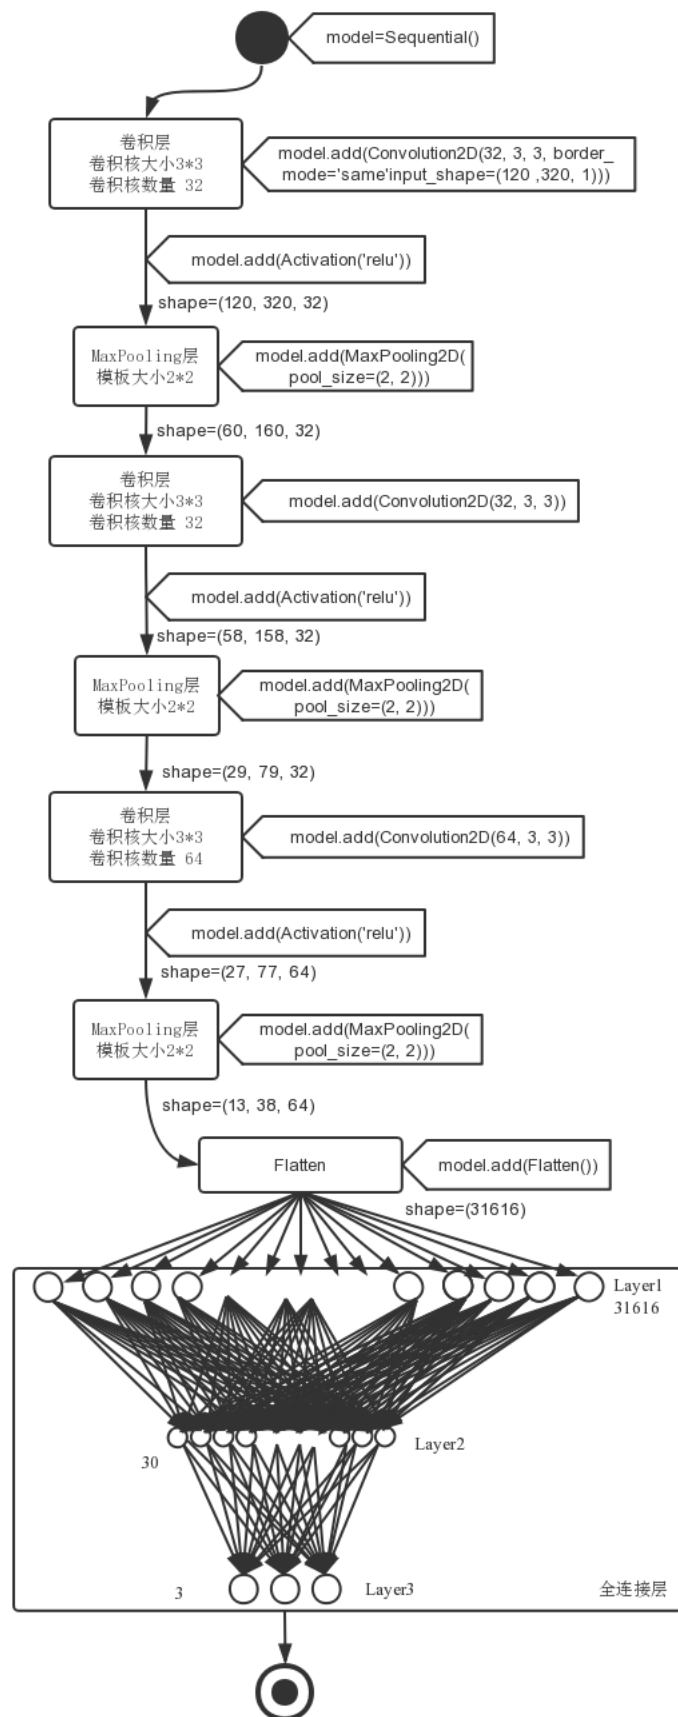 model=Sequential()
卷积层
卷积核大小3*3
卷积核数量 32
model.add(Convolution2D(32, 3, 3, border_
mode='same'input_shape=(120 ,320, 1)))
model.add(Activation('relu'))
shape=(120, 320, 32)
MaxPooling层
模板大小2*2
model.add(MaxPooling2D(
pool_size=(2, 2)))
shape=(60, 160, 32)
卷积层
卷积核大小3*3
卷积核数量 32
model.add(Convolution2D(32, 3, 3))
model.add(Activation('relu'))
shape=(58, 158, 32)
MaxPooling层
模板大小2*2
model.add(MaxPooling2D(
pool_size=(2, 2)))
shape=(29, 79, 32)
卷积层
卷积核大小3*3
卷积核数量 64
model.add(Convolution2D(64, 3, 3))
model.add(Activation('relu'))
shape=(27, 77, 64)
MaxPooling层
模板大小2*2
model.add(MaxPooling2D(
pool_size=(2, 2)))
shape=(13, 38, 64)
Flatten
model.add(Flatten())
shape=(31616)
Layer1
31616
Layer2
30
3
Layer3
全连接层